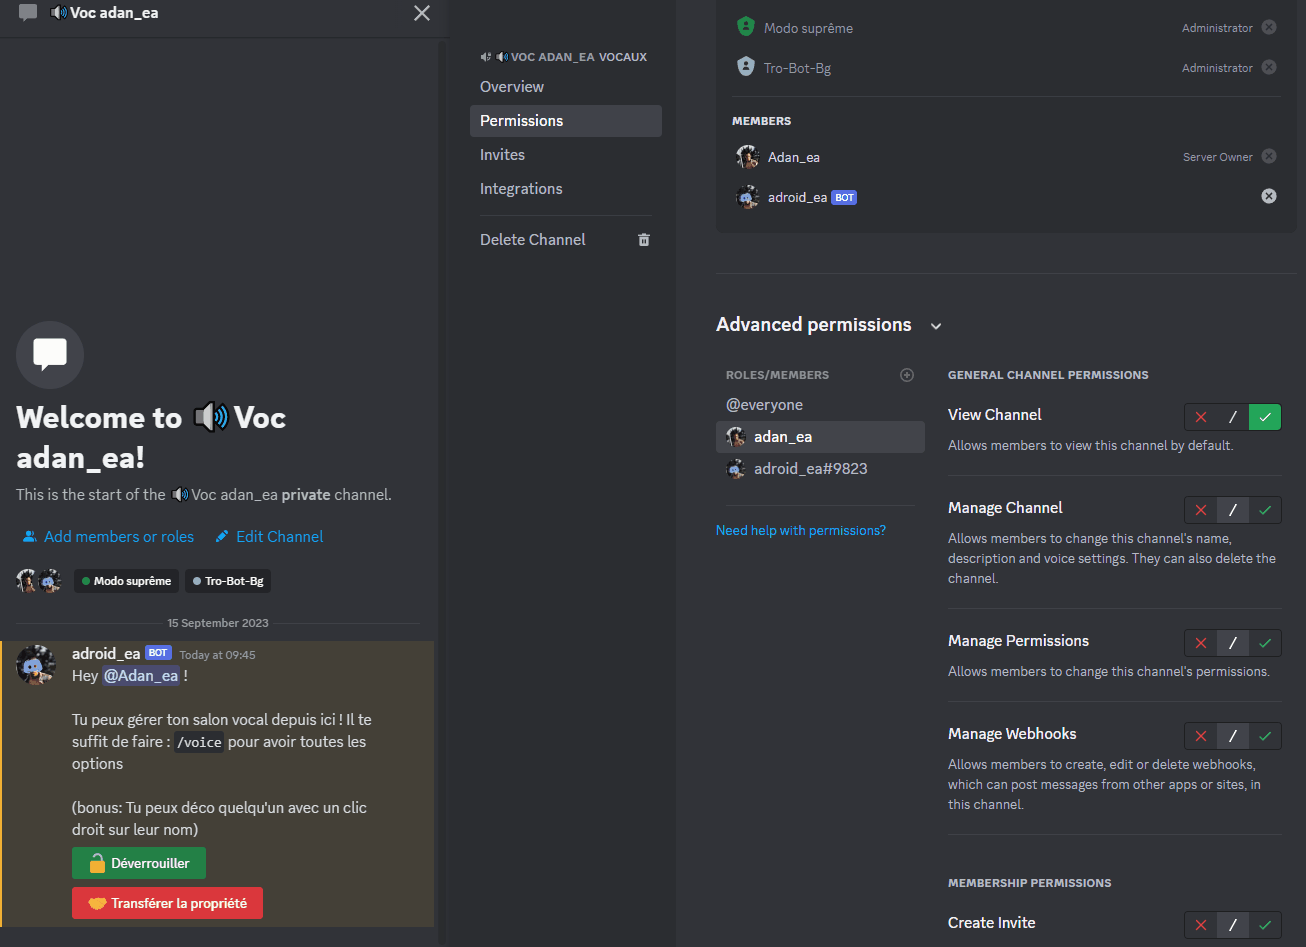 🔊Voc adan_ea
Welcome to 🔊Voc
adan_ea!
This is the start of the 🔊Voc adan_ea private channel.
Add members or roles
Edit Channel
Modo suprême
Tro-Bot-Bg
15 September 2023
adroid_ea BOT Today at 09:45
Hey @Adan_ea !
Tu peux gérer ton salon vocal depuis ici ! Il te
suffit de faire : /voice pour avoir toutes les
options
(bonus: Tu peux déco quelqu'un avec un clic
droit sur leur nom)
Déverrouiller
Transférer la propriété
🔊VOC ADAN_EA VOCAUX
Overview
Permissions
Invites
Integrations
Delete Channel
Modo suprême Administrator
Tro-Bot-Bg Administrator
MEMBERS
Adan_ea Server Owner
adroid_ea BOT
Advanced permissions
ROLES/MEMBERS
@everyone
adan_ea
adroid_ea#9823
Need help with permissions?
GENERAL CHANNEL PERMISSIONS
View Channel
Allows members to view this channel by default.
Manage Channel
Allows members to change this channel's name,
description and voice settings. They can also delete the
channel.
Manage Permissions
Allows members to change this channel's permissions.
Manage Webhooks
Allows members to create, edit or delete webhooks,
which can post messages from other apps or sites, in
this channel.
MEMBERSHIP PERMISSIONS
Create Invite